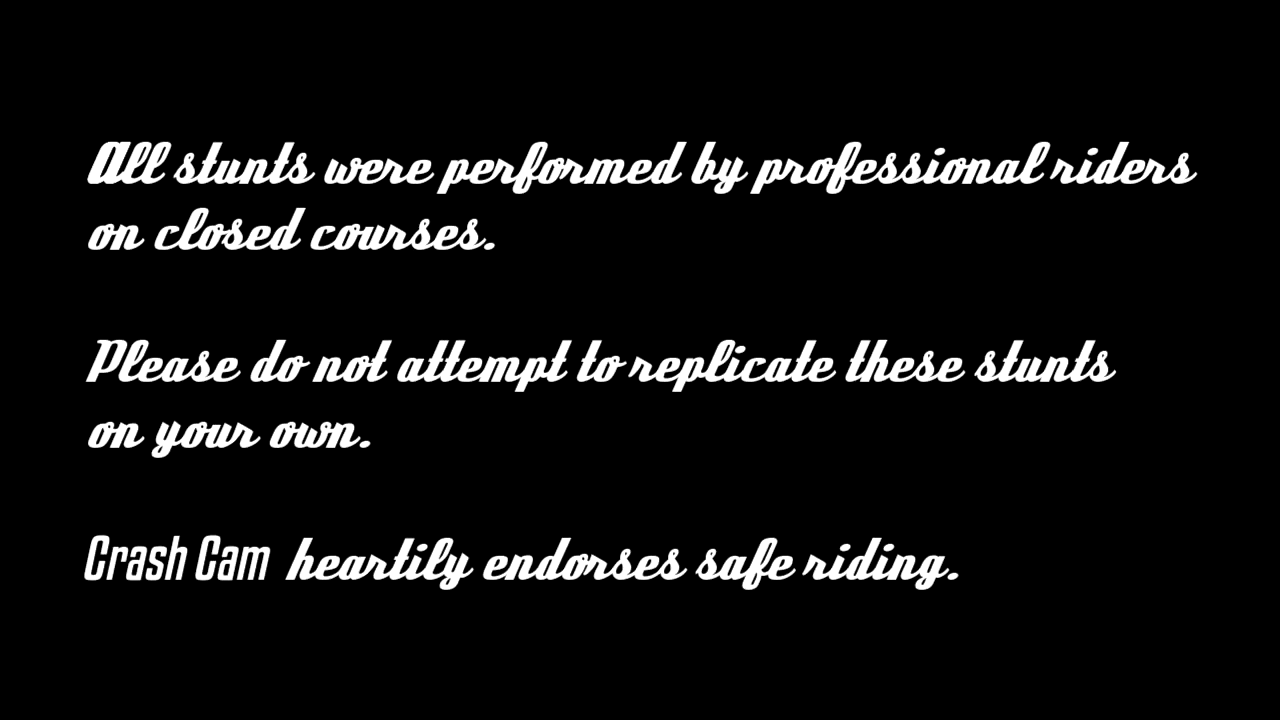 All stunts were performed by professional riders
on closed courses.
Please do not attempt to replicate these stunts
on your own.
Crash Cam heartily endorses safe riding.